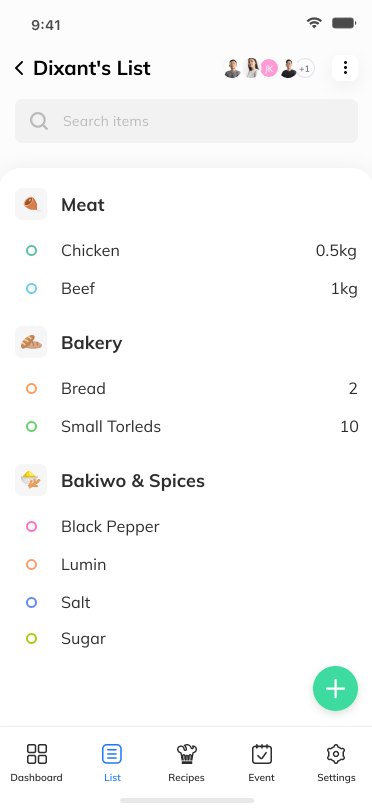 9:41
Dixant's List
JK
+1
Search items
Meat
Chicken 0.5kg
Beef 1kg
Bakery
Bread 2
Small Torleds 10
Bakiwo & Spices
Black Pepper
Lumin
Salt
Sugar
Dashboard List Recipes Event Settings